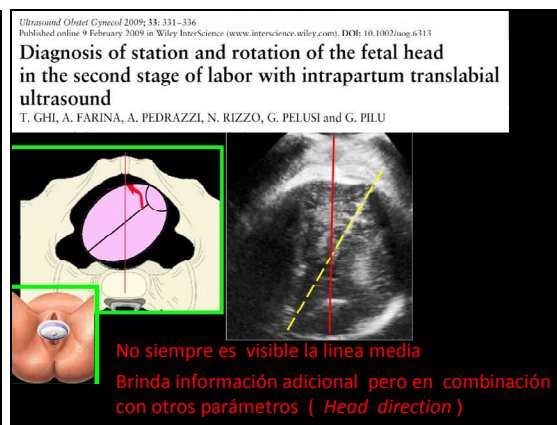 Ultrasound Obstet Gynecol 2009; 33: 331–336
Published online 9 February 2009 in Wiley InterScience (www.interscience.wiley.com). DOI: 10.1002/uog.6313
Diagnosis of station and rotation of the fetal head
in the second stage of labor with intrapartum translabial
ultrasound
T. GHI, A. FARINA, A. PEDRAZZI, N. RIZZO, G. PELUSI and G. PILU
No siempre es visible la linea media
Brinda información adicional pero en combinación
con otros parámetros ( Head direction )